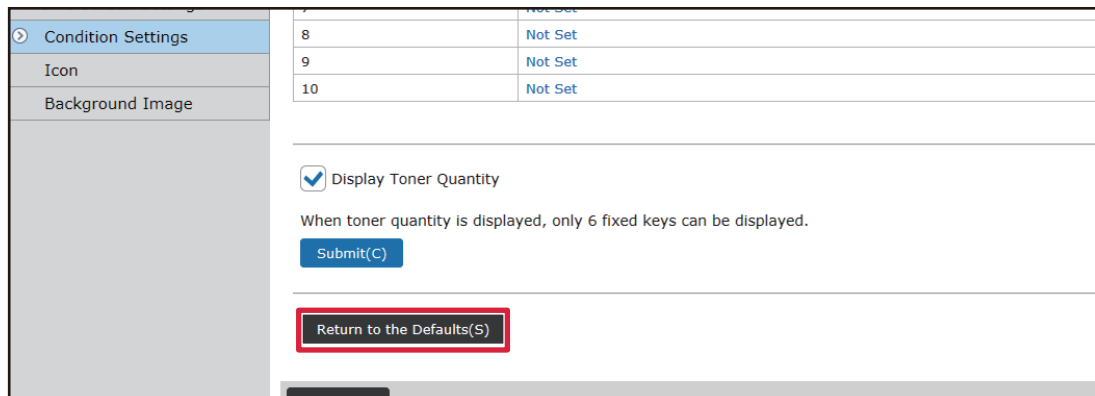 Condition Settings
8 Not Set
Icon
9 Not Set
10 Not Set
Background Image
Display Toner Quantity
When toner quantity is displayed, only 6 fixed keys can be displayed.
Submit(C)
Return to the Defaults(S)